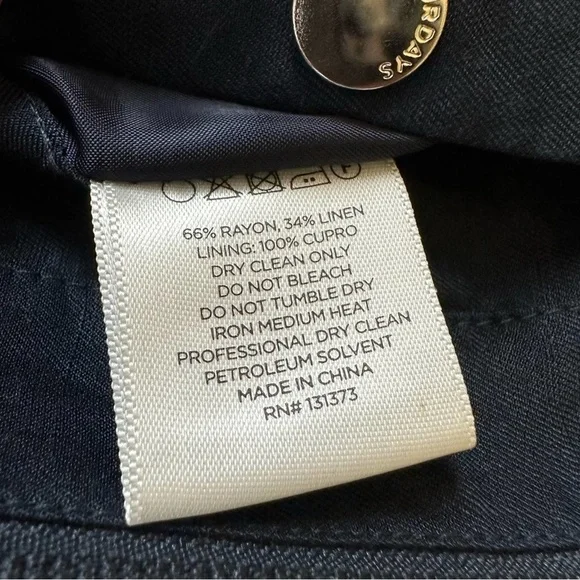 RDAYS
66% RAYON, 34% LINEN
LINING: 100% CUPRO
DRY CLEAN ONLY
DO NOT BLEACH
DO NOT TUMBLE DRY
IRON MEDIUM HEAT
PROFESSIONAL DRY CLEAN
PETROLEUM SOLVENT
MADE IN CHINA
RN# 131373